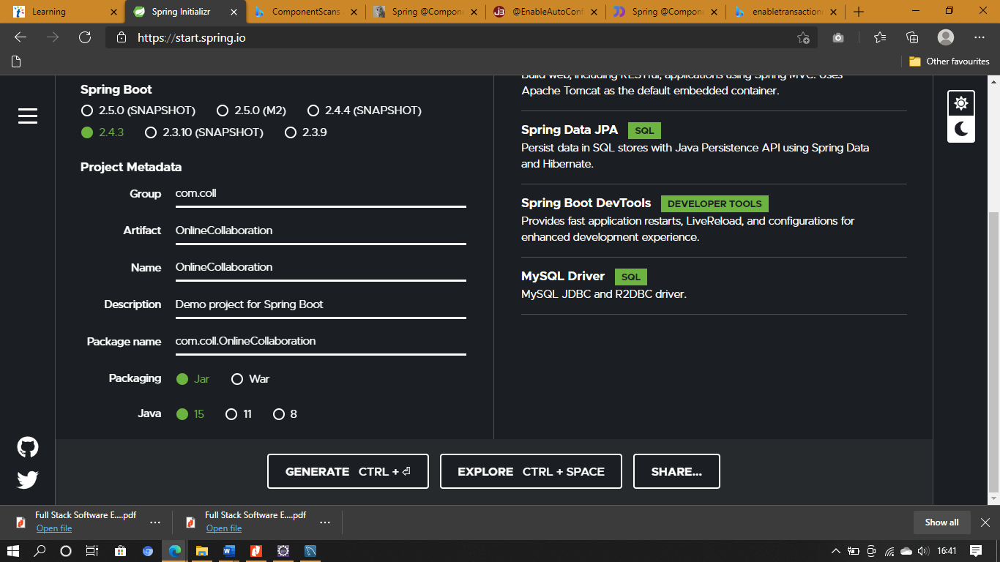 Learning
Spring Initializr
ComponentScans
Spring @Compon
@EnableAutoConf
Spring @Compon
enabletransaction
https://start.spring.io
Other favourites
Spring Boot
2.5.0 (SNAPSHOT) 2.5.0 (M2) 2.4.4 (SNAPSHOT)
2.4.3 2.3.10 (SNAPSHOT) 2.3.9
Project Metadata
Group com.coll
Artifact OnlineCollaboration
Name OnlineCollaboration
Description Demo project for Spring Boot
Package name com.coll.OnlineCollaboration
Packaging Jar War
Java 15 11 8
Build web, including RESTful, applications using Spring MVC. Uses
Apache Tomcat as the default embedded container.
Spring Data JPA SQL
Persist data in SQL stores with Java Persistence API using Spring Data
and Hibernate.
Spring Boot DevTools DEVELOPER TOOLS
Provides fast application restarts, LiveReload, and configurations for
enhanced development experience.
MySQL Driver SQL
MySQL JDBC and R2DBC driver.
GENERATE CTRL + ⏎
EXPLORE CTRL + SPACE
SHARE...
Full Stack Software E....pdf
Open file
Full Stack Software E....pdf
Open file
Show all
16:41